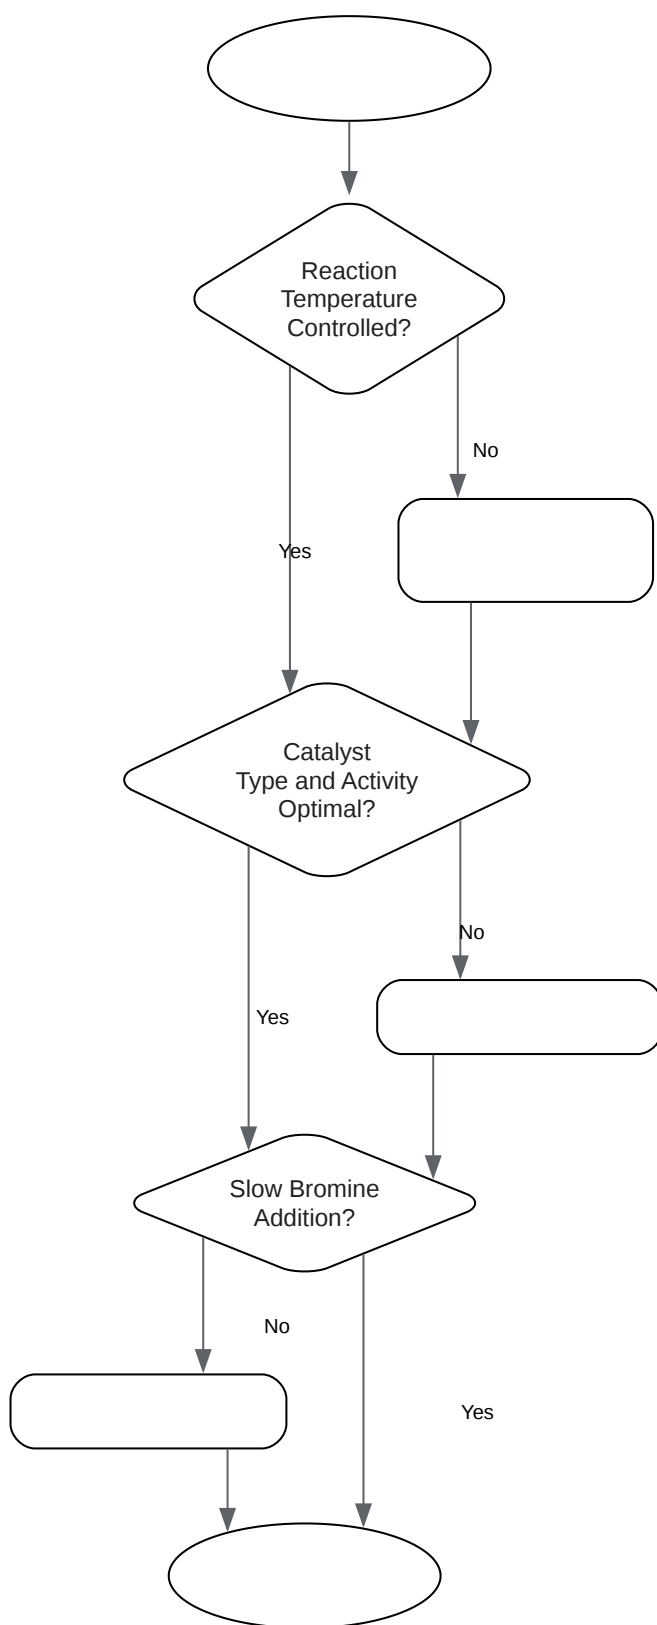 Reaction
Temperature
Controlled?
No
Yes
Catalyst
Type and Activity
Optimal?
No
Yes
Slow Bromine
Addition?
No
Yes